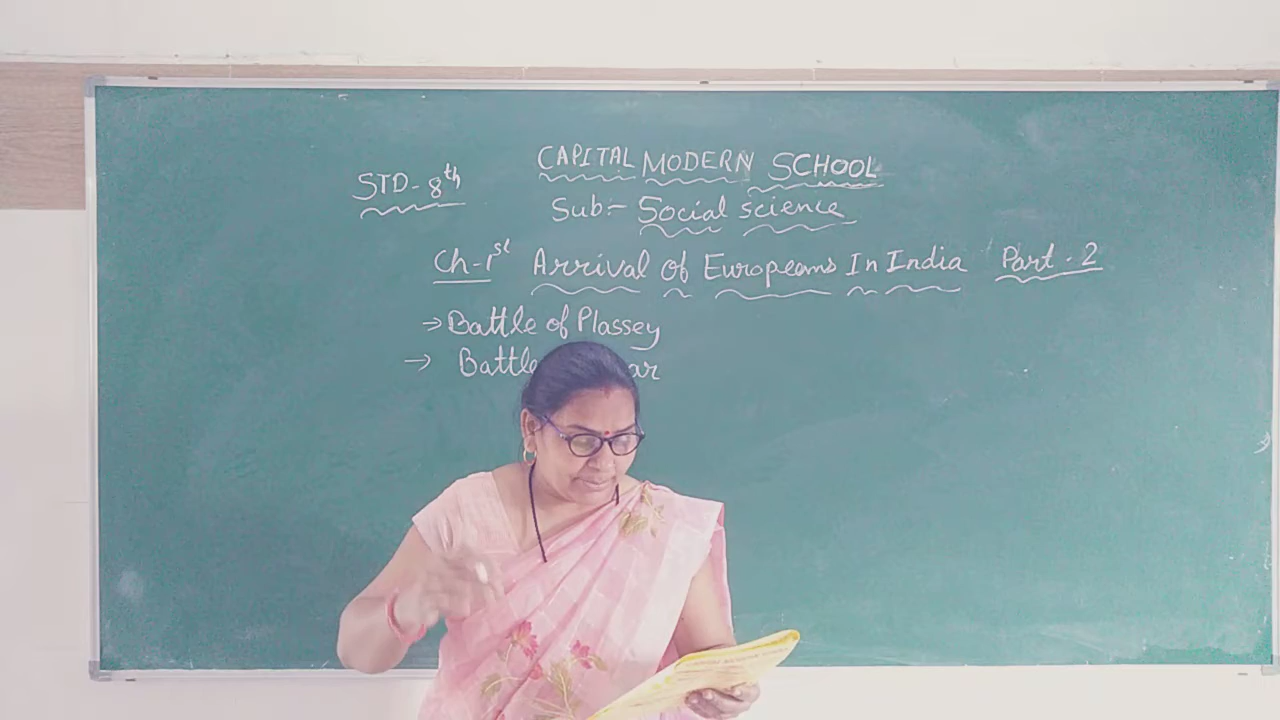 CAPITAL MODERN SCHOOL
STD- 8th
Sub:- Social science
Ch-1st Arrival of Europeans In India Part-2
→ Battle of Plassey
→ Battle